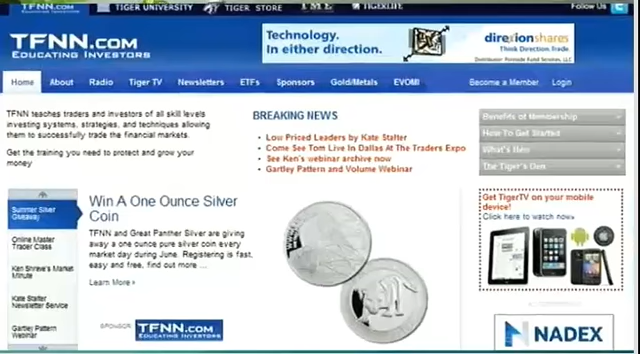 TIGER UNIVERSITY
TIGER STORE
TIGERLITE
Follow Us
TFNN.COM
EDUCATING INVESTORS
Technology.
In either direction.
direxionshares
Think Direction Trade.
Distributor: Foreside Fund Services, LLC
Home
About
Radio
Tiger TV
Newsletters
ETFs
Sponsors
Gold/Metals
EVOMI
Become a Member
Login
TFNN teaches traders and investors of all skill levels
investing systems, strategies, and techniques allowing
them to successfully trade the financial markets.
Get the training you need to protect and grow your
money
BREAKING NEWS
Low Priced Leaders by Kate Stalter
Come See Tom Live In Dallas At The Traders Expo
See Ken's webinar archive now
Gartley Pattern and Volume Webinar
Benefits of Membership
How To Get Started
What's New
The Tiger's Den
Summer Silver
Giveaway
Online Master
Trader Class
Ken Shreve's Market
Minute
Kate Stalter
Newsletter Service
Gartley Pattern
Webinar
Win A One Ounce Silver
Coin
TFNN and Great Panther Silver are giving
away a one ounce pure silver coin every
market day during June. Registering is fast,
easy and free, find out more ...
Learn More ›
SPONSOR
TFNN.COM
EDUCATING INVESTORS
Get TigerTV on your mobile
device!
Click here to watch now»
NADEX